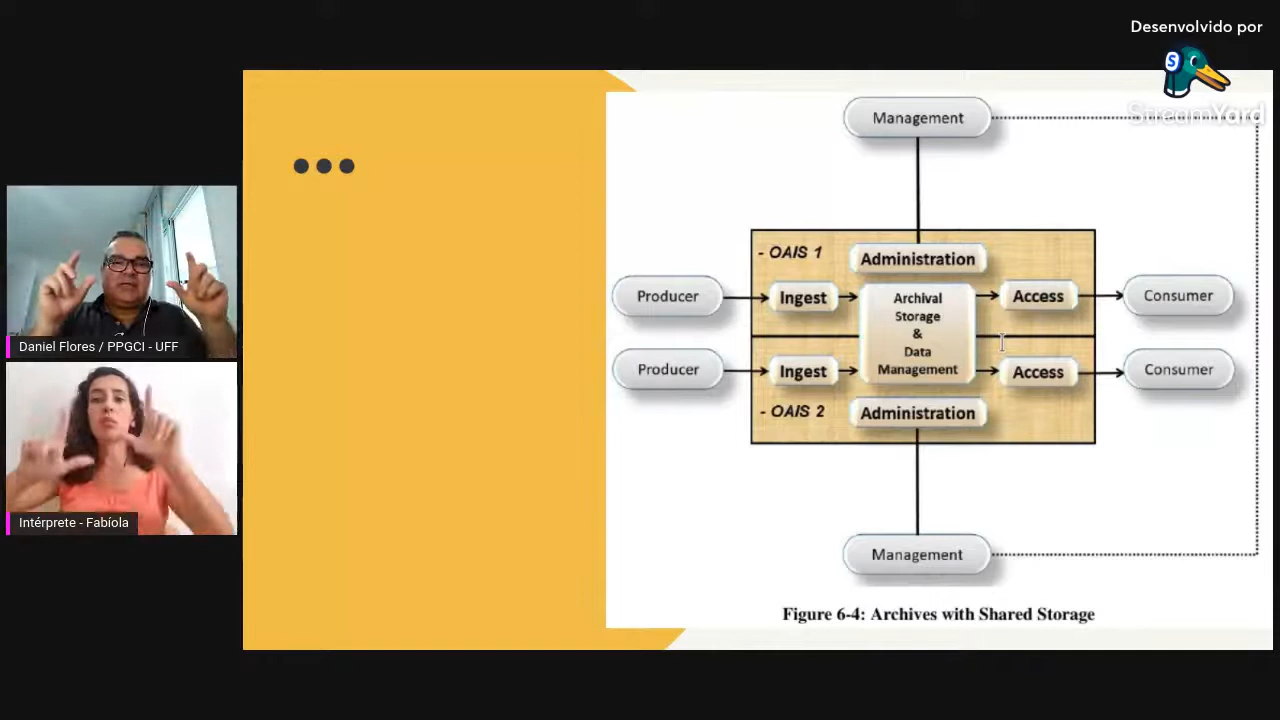 Desenvolvido por
S
StreamYard
Management
- OAIS 1
Administration
Producer
Ingest
Archival
Storage
&
Data
Management
Access
Consumer
Producer
Ingest
Access
Consumer
- OAIS 2
Administration
Management
Figure 6-4: Archives with Shared Storage
Daniel Flores / PPGCI - UFF
Intérprete - Fabíola